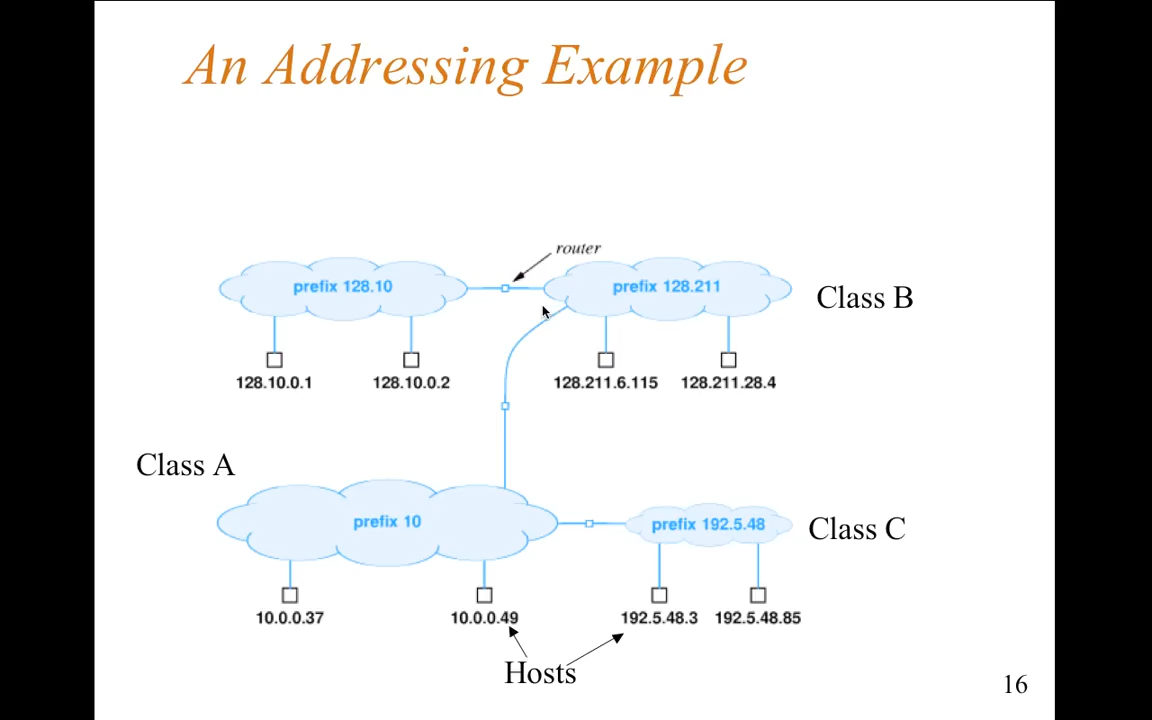 An Addressing Example
router
prefix 128.10
prefix 128.211
Class B
128.10.0.1
128.10.0.2
128.211.6.115
128.211.28.4
Class A
prefix 10
prefix 192.5.48
Class C
10.0.0.37
10.0.0.49
192.5.48.3
192.5.48.85
Hosts
16